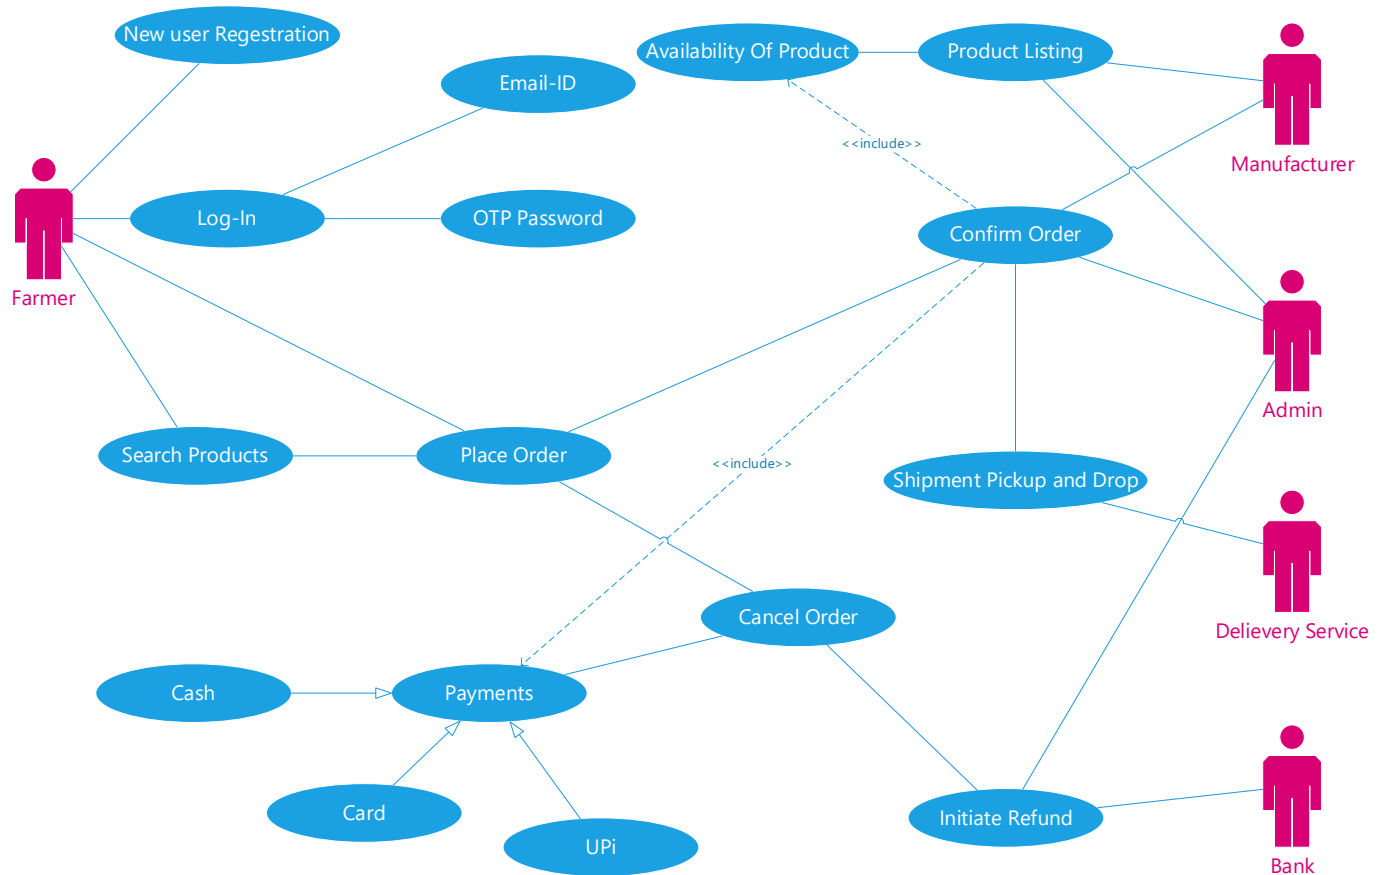 New user Regestration
Availability Of Product
Product Listing
Email-ID
<<include>>
Manufacturer
Log-In
OTP Password
Confirm Order
Farmer
Admin
Search Products
Place Order
<<include>>
Shipment Pickup and Drop
Cancel Order
Delievery Service
Cash
Payments
Card
Initiate Refund
UPi
Bank